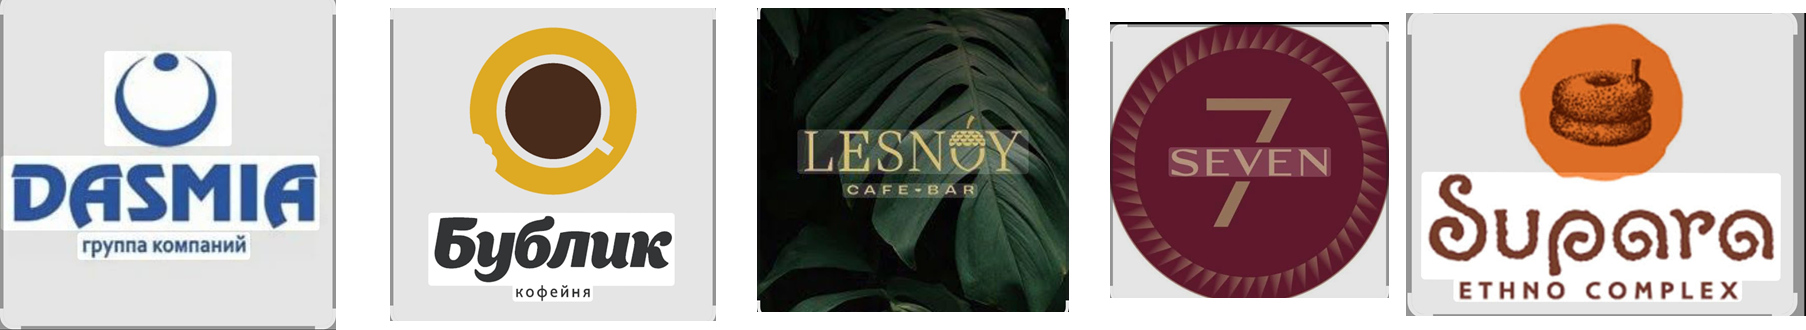 DASMIA
группа компаний
Бублик
кофейня
LESNOY
CAFE • BAR
7
SEVEN
Supara
ETHNO COMPLEX